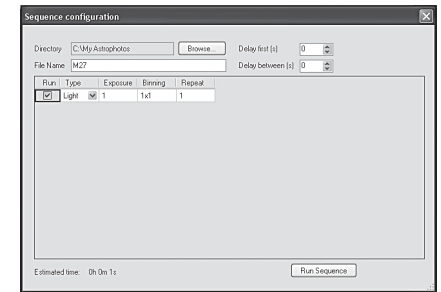 Sequence configuration
Directory C:\My Astrophotos Browse... Delay first (s) 0
File Name M27 Delay between (s) 0
Run Type Exposure Binning Repeat
Light 1 1x1 1
Estimated time: 0h 0m 1s Run Sequence